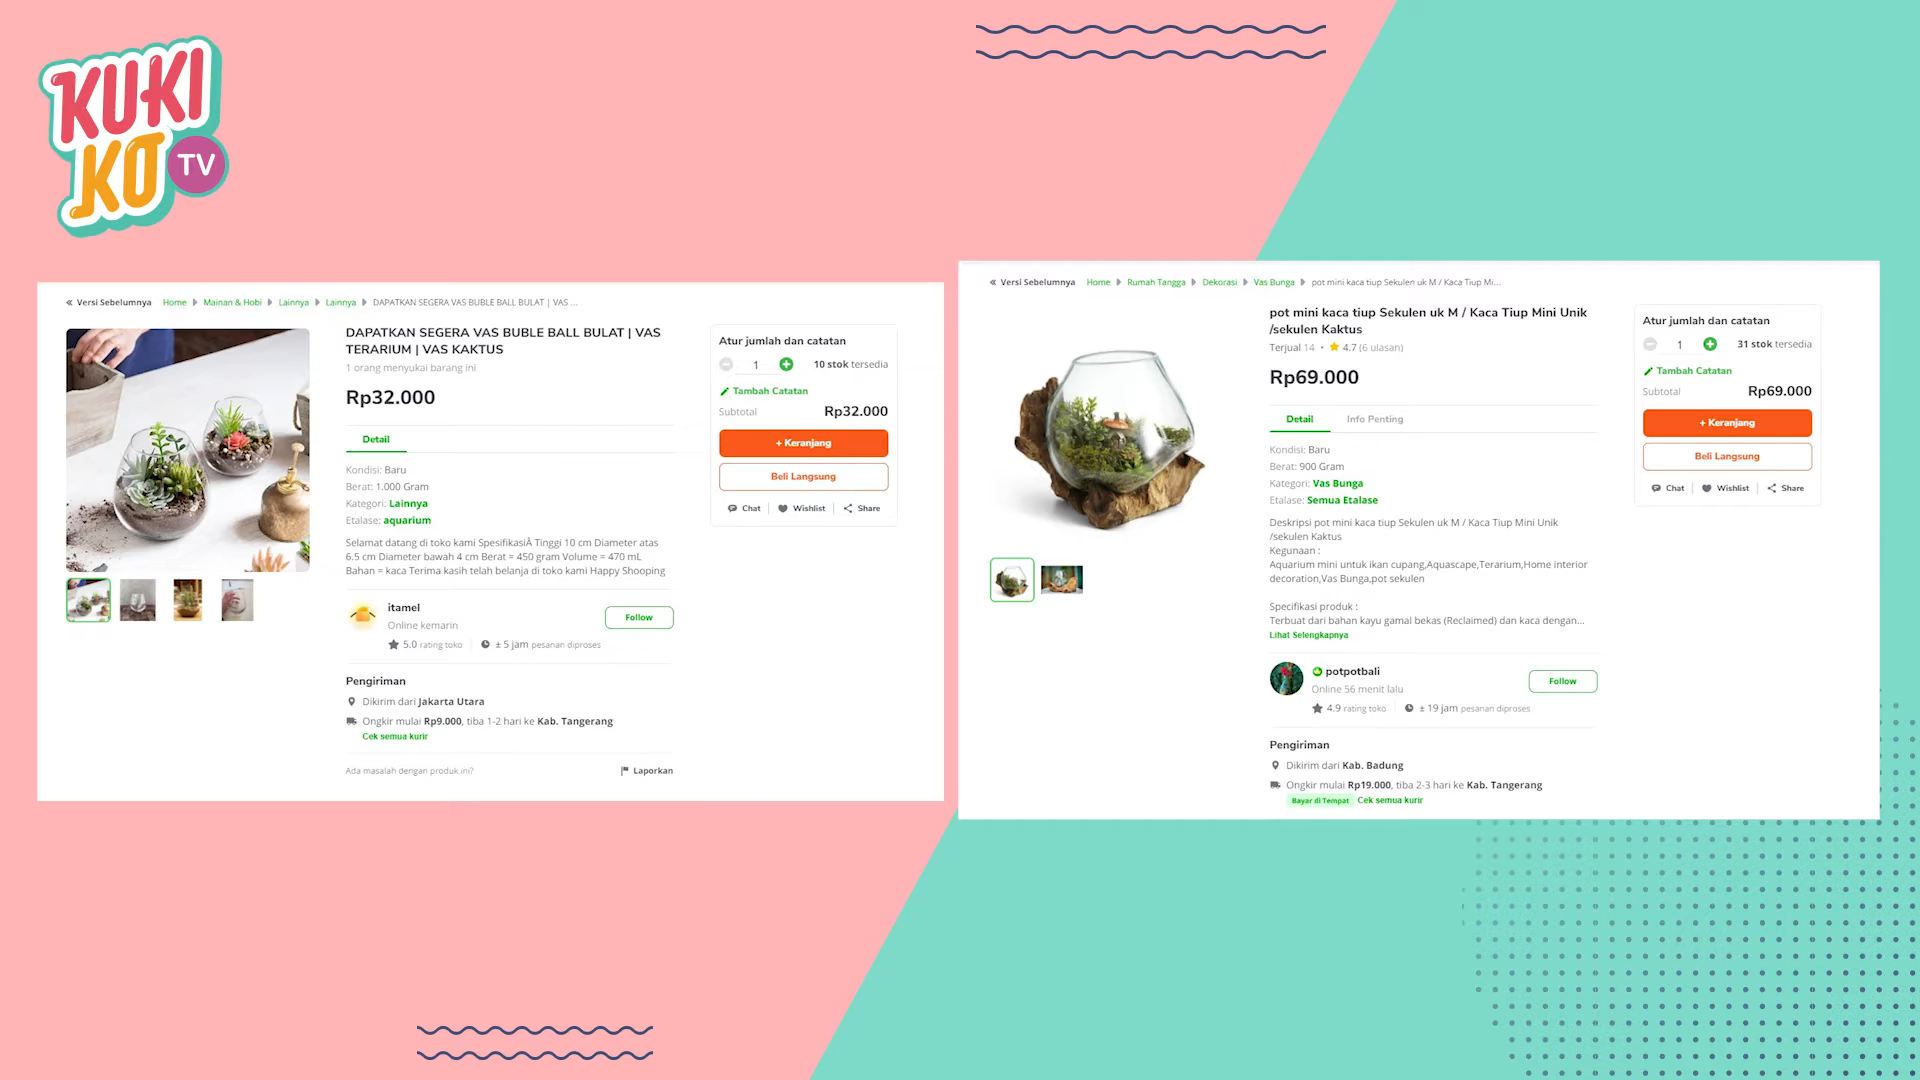 KUKI
KO TV
Versi Sebelumnya Home Mainan & Hobi Lainnya Lainnya DAPATKAN SEGERA VAS BUBLE BALL BULAT | VAS ...
DAPATKAN SEGERA VAS BUBLE BALL BULAT | VAS
TERARIUM | VAS KAKTUS
1 orang menyukai barang ini
Rp32.000
Detail
Kondisi: Baru
Berat: 1.000 Gram
Kategori: Lainnya
Etalase: aquarium
Selamat datang di toko kami SpesifikasiÂ Tinggi 10 cm Diameter atas
6.5 cm Diameter bawah 4 cm Berat = 450 gram Volume = 470 mL
Bahan = kaca Terima kasih telah belanja di toko kami Happy Shooping
itamel
Online kemarin
Follow
5.0 rating toko ± 5 jam pesanan diproses
Pengiriman
Dikirim dari Jakarta Utara
Ongkir mulai Rp9.000, tiba 1-2 hari ke Kab. Tangerang
Cek semua kurir
Ada masalah dengan produk ini? Laporkan
Atur jumlah dan catatan
1 10 stok tersedia
Tambah Catatan
Subtotal Rp32.000
+ Keranjang
Beli Langsung
Chat Wishlist Share
Versi Sebelumnya Home Rumah Tangga Dekorasi Vas Bunga pot mini kaca tiup Sekulen uk M / Kaca Tiup Mi...
pot mini kaca tiup Sekulen uk M / Kaca Tiup Mini Unik
/sekulen Kaktus
Terjual 14 • 4.7 (6 ulasan)
Rp69.000
Detail Info Penting
Kondisi: Baru
Berat: 900 Gram
Kategori: Vas Bunga
Etalase: Semua Etalase
Deskripsi pot mini kaca tiup Sekulen uk M / Kaca Tiup Mini Unik
/sekulen Kaktus
Kegunaan :
Aquarium mini untuk ikan cupang,Aquascape,Terarium,Home interior
decoration,Vas Bunga,pot sekulen
Specifikasi produk :
Terbuat dari bahan kayu gamal bekas (Reclaimed) dan kaca dengan...
Lihat Selengkapnya
potpotbali
Online 56 menit lalu
Follow
4.9 rating toko ± 19 jam pesanan diproses
Pengiriman
Dikirim dari Kab. Badung
Ongkir mulai Rp19.000, tiba 2-3 hari ke Kab. Tangerang
Bayar di Tempat Cek semua kurir
Atur jumlah dan catatan
1 31 stok tersedia
Tambah Catatan
Subtotal Rp69.000
+ Keranjang
Beli Langsung
Chat Wishlist Share